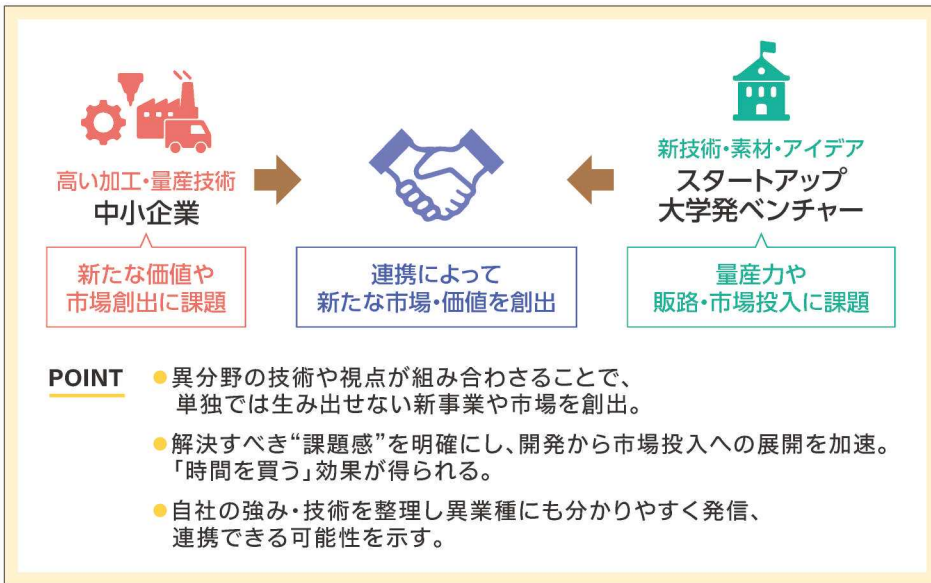 高い加工・量産技術
中小企業
新たな価値や
市場創出に課題
連携によって
新たな市場・価値を創出
新技術・素材・アイデア
スタートアップ
大学発ベンチャー
量産力や
販路・市場投入に課題
POINT
●異分野の技術や視点が組み合わさることで、
単独では生み出せない新事業や市場を創出。
●解決すべき“課題感”を明確にし、開発から市場投入への展開を加速。
「時間を買う」効果が得られる。
●自社の強み・技術を整理し異業種にも分かりやすく発信、
連携できる可能性を示す。